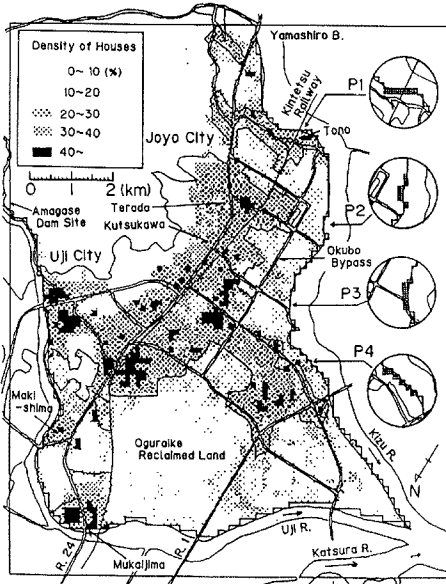 Density of Houses
0~ 10 (%)
10~20
20~30
30~40
40~
0 1 2 (km)
Yamashiro B.
Kintetsu
Railway
P1
Tono
Joyo City
Terada
Kutsukawa
P2
Amagase
Dam Site
Uji City
Okubo
Bypass
P3
P4
Maki
-shima
Oguraike
Reclaimed Land
Kizu R.
N
Uji R.
Katsura R.
R. 24
Mukaijima
R. 1